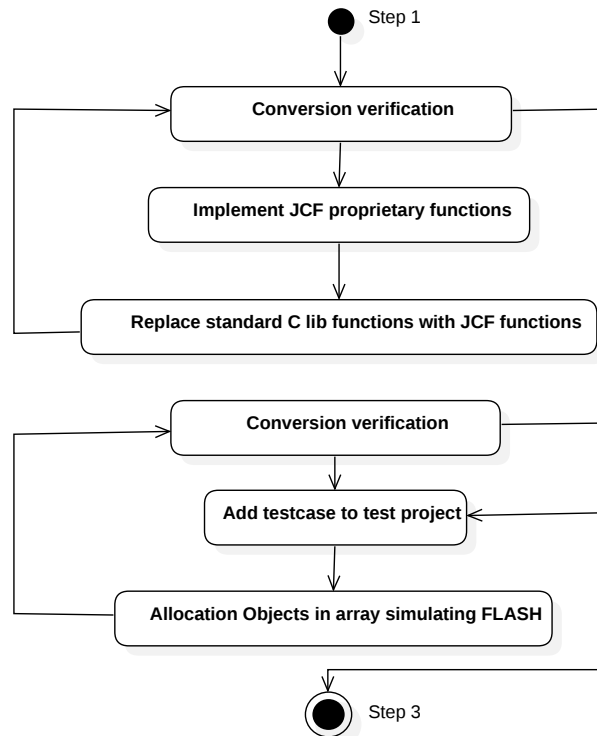 Step 1
Conversion verification
Implement JCF proprietary functions
Replace standard C lib functions with JCF functions
Conversion verification
Add testcase to test project
Allocation Objects in array simulating FLASH
Step 3